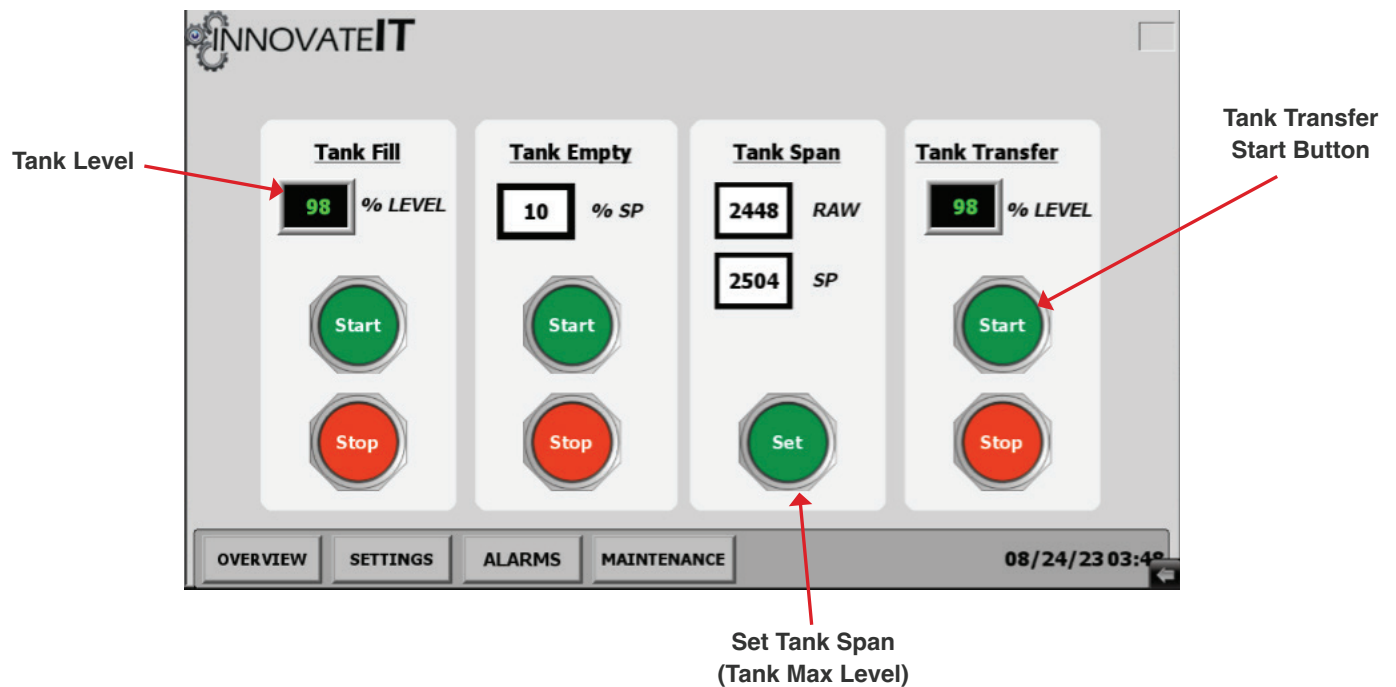 INNOVATEIT
Tank Transfer
Start Button
Tank Level
Tank Fill
98 % LEVEL
Start
Stop
Tank Empty
10 % SP
Start
Stop
Tank Span
2448 RAW
2504 SP
Set
Tank Transfer
98 % LEVEL
Start
Stop
OVERVIEW SETTINGS ALARMS MAINTENANCE 08/24/23 03:48
Set Tank Span
(Tank Max Level)